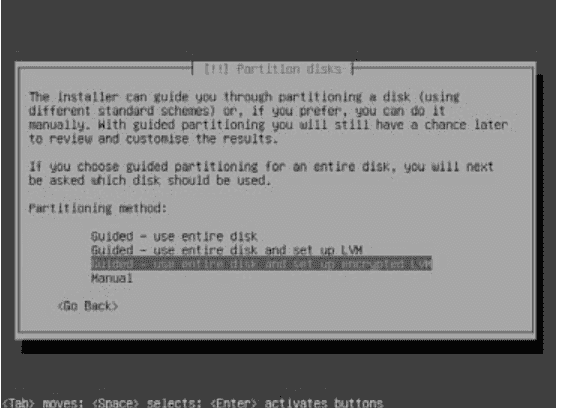 [!!] Partition disks
The installer can guide you through partitioning a disk (using
different standard schemes) or, if you prefer, you can do it
manually. With guided partitioning you will still have a chance later
to review and customise the results.
If you choose guided partitioning for an entire disk, you will next
be asked which disk should be used.
Partitioning method:
Guided - use entire disk
Guided - use entire disk and set up LVM
Guided - use entire disk and set up encrypted LVM
Manual
<Go Back>
<Tab> moves; <Space> selects; <Enter> activates buttons